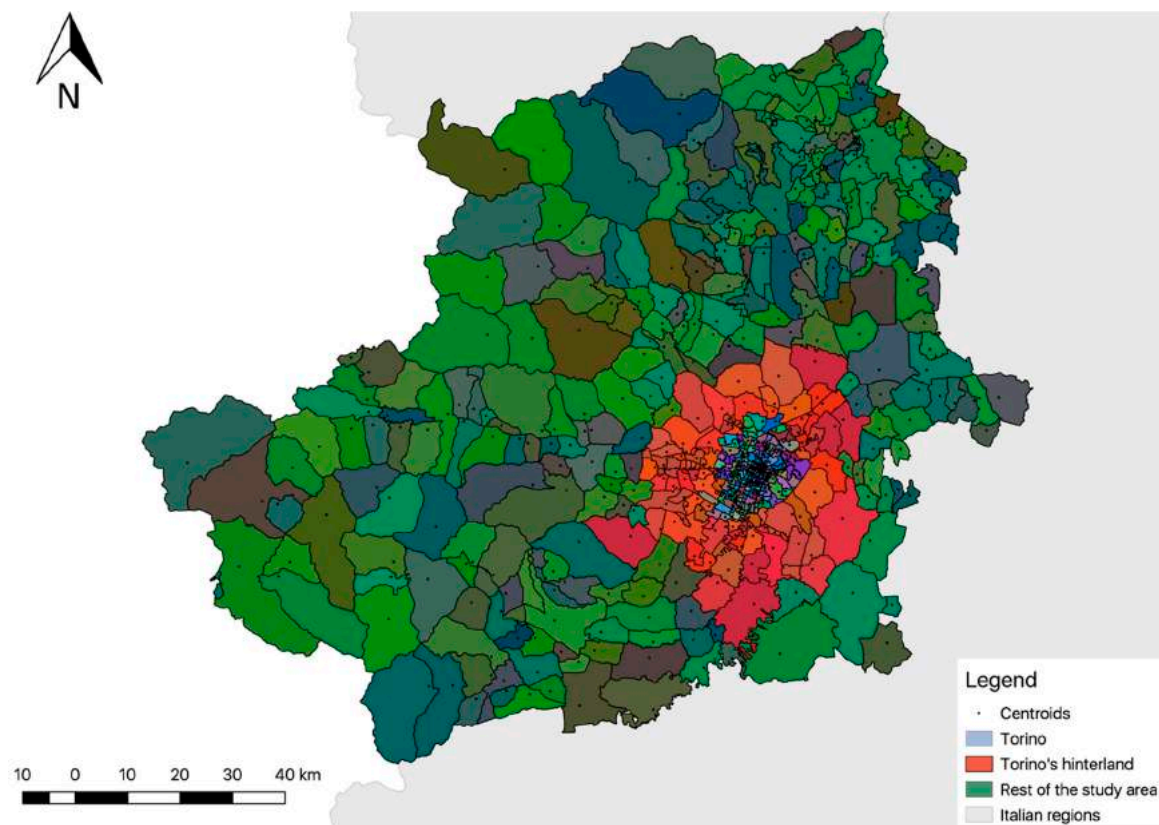 N
Legend
Centroids
Torino
Torino's hinterland
Rest of the study area
Italian regions
10 0 10 20 30 40 km